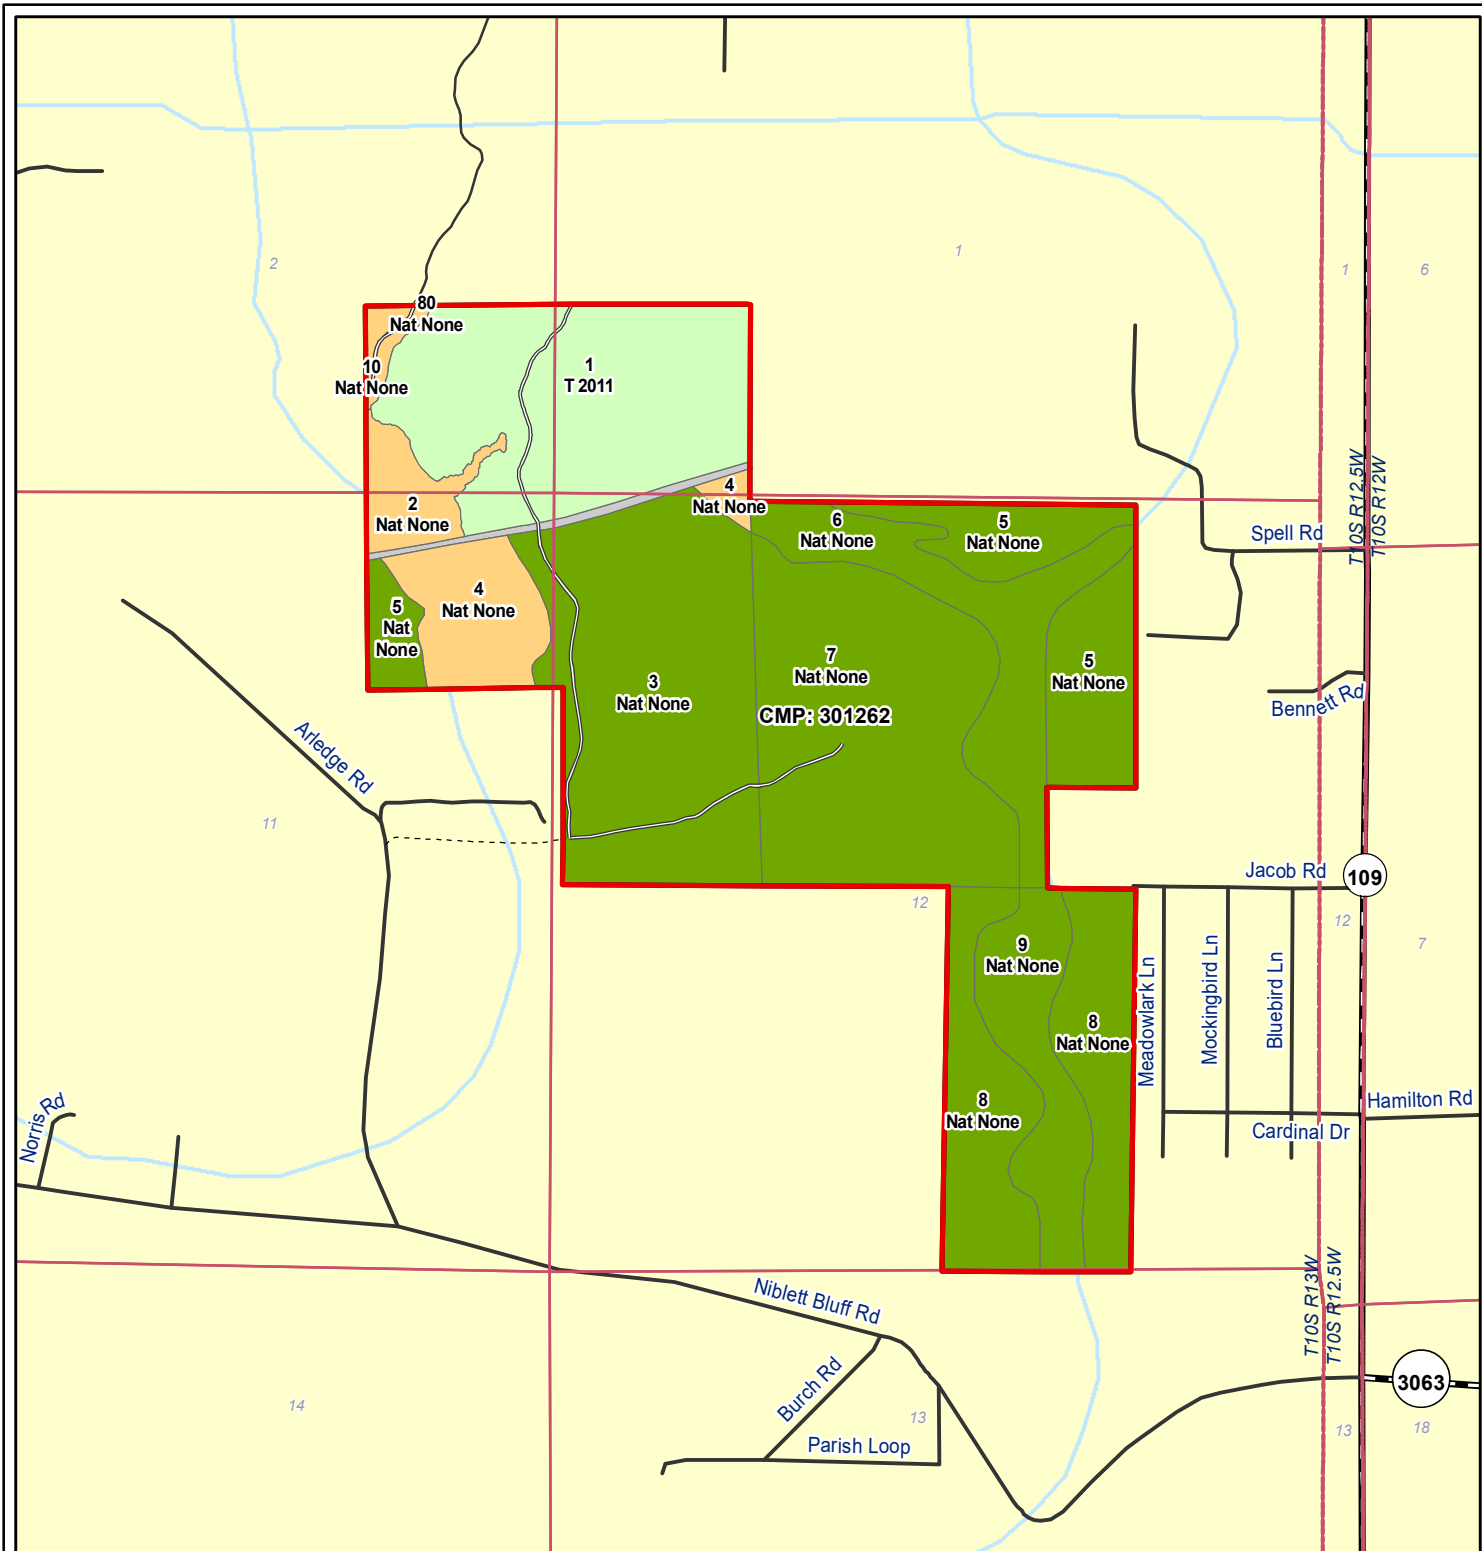 2
1
1
6
80
Nat None
10
Nat None
1
T 2011
2
Nat None
4
Nat None
6
Nat None
5
Nat None
T10S R12.5W
T10S R12W
Spell Rd
4
Nat None
5
Nat
None
3
Nat None
7
Nat None
5
Nat None
CMP: 301262
Bennett Rd
Arledge Rd
11
Jacob Rd
109
12
12
7
9
Nat None
8
Nat None
8
Nat None
Meadowlark Ln
Mockingbird Ln
Bluebird Ln
Hamilton Rd
Cardinal Dr
Norris Rd
T10S R13W
T10S R12.5W
Niblett Bluff Rd
Burch Rd
Parish Loop
3063
14
13
13
18